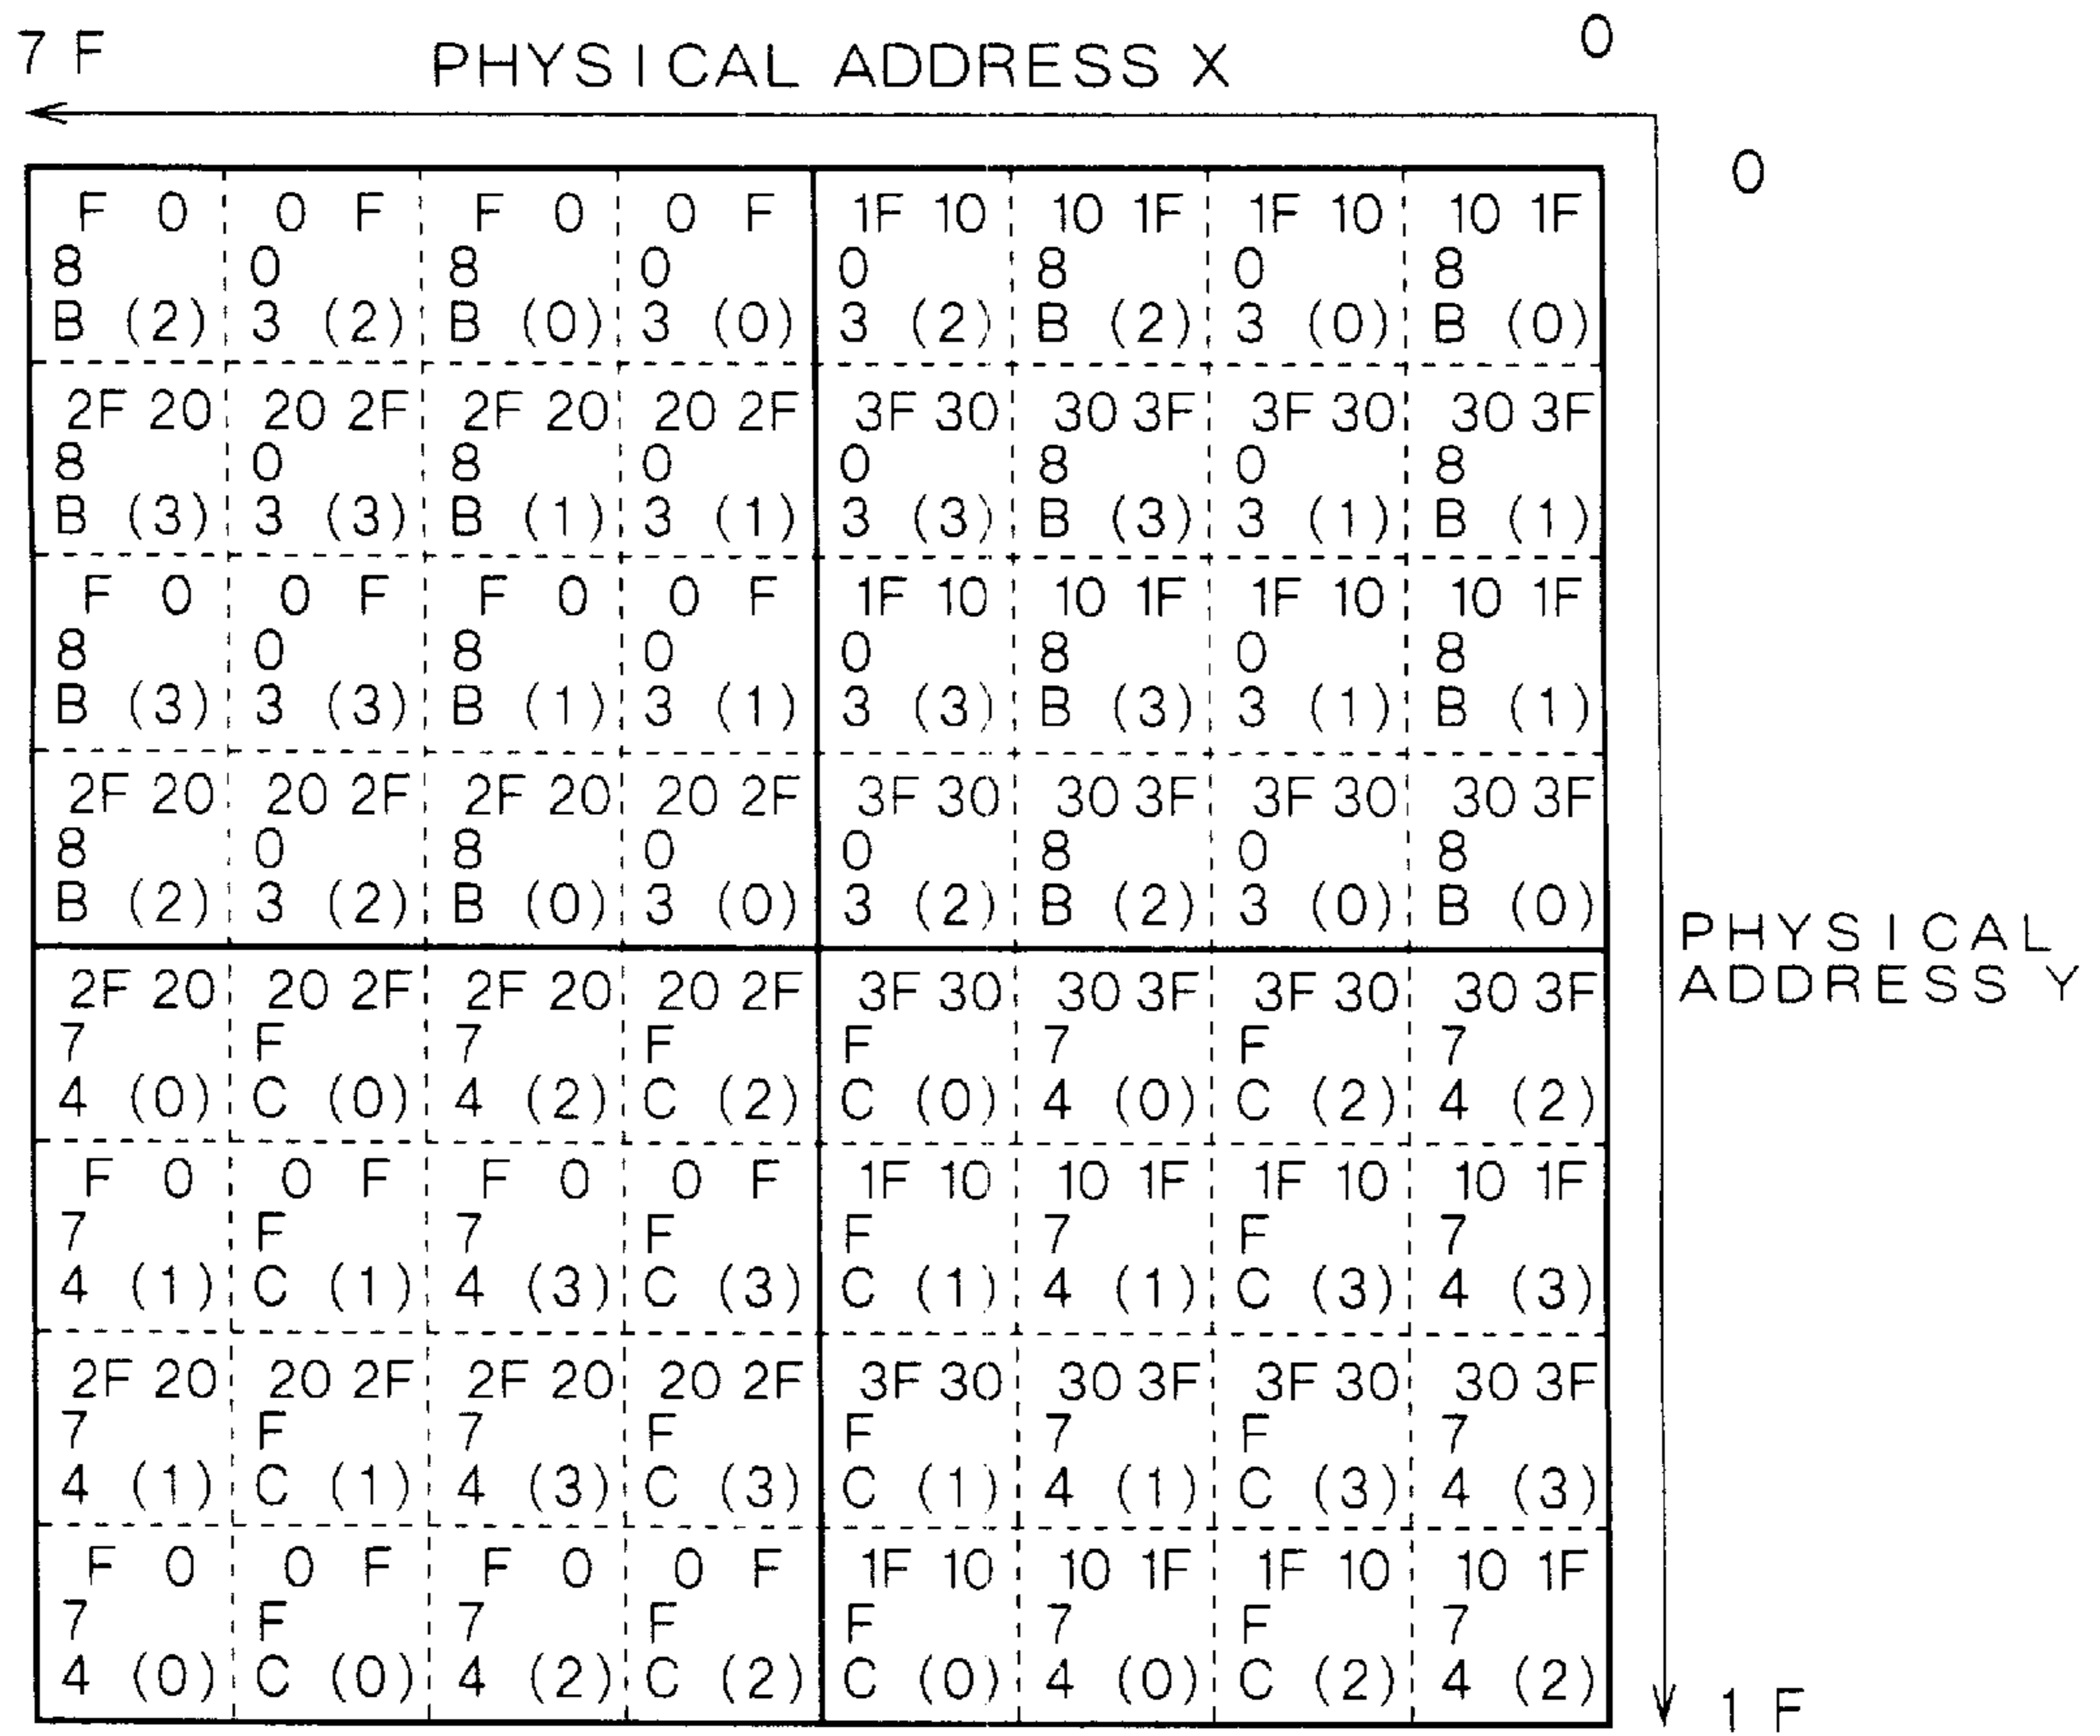 7F PHYSICAL ADDRESS X 0
0
F 0 0 F F 0 0 F 1F 10 10 1F 1F 10 10 1F
8 0 8 0 0 8 0 8
B (2) 3 (2) B (0) 3 (0) 3 (2) B (2) 3 (0) B (0)
2F 20 20 2F 2F 20 20 2F 3F 30 30 3F 3F 30 30 3F
8 0 8 0 0 8 0 8
B (3) 3 (3) B (1) 3 (1) 3 (3) B (3) 3 (1) B (1)
F 0 0 F F 0 0 F 1F 10 10 1F 1F 10 10 1F
8 0 8 0 0 8 0 8
B (3) 3 (3) B (1) 3 (1) 3 (3) B (3) 3 (1) B (1)
2F 20 20 2F 2F 20 20 2F 3F 30 30 3F 3F 30 30 3F
8 0 8 0 0 8 0 8
B (2) 3 (2) B (0) 3 (0) 3 (2) B (2) 3 (0) B (0)
PHYSICAL
ADDRESS Y
2F 20 20 2F 2F 20 20 2F 3F 30 30 3F 3F 30 30 3F
7 F 7 F F 7 F 7
4 (0) C (0) 4 (2) C (2) C (0) 4 (0) C (2) 4 (2)
F 0 0 F F 0 0 F 1F 10 10 1F 1F 10 10 1F
7 F 7 F F 7 F 7
4 (1) C (1) 4 (3) C (3) C (1) 4 (1) C (3) 4 (3)
2F 20 20 2F 2F 20 20 2F 3F 30 30 3F 3F 30 30 3F
7 F 7 F F 7 F 7
4 (1) C (1) 4 (3) C (3) C (1) 4 (1) C (3) 4 (3)
F 0 0 F F 0 0 F 1F 10 10 1F 1F 10 10 1F
7 F 7 F F 7 F 7
4 (0) C (0) 4 (2) C (2) C (0) 4 (0) C (2) 4 (2)
1F